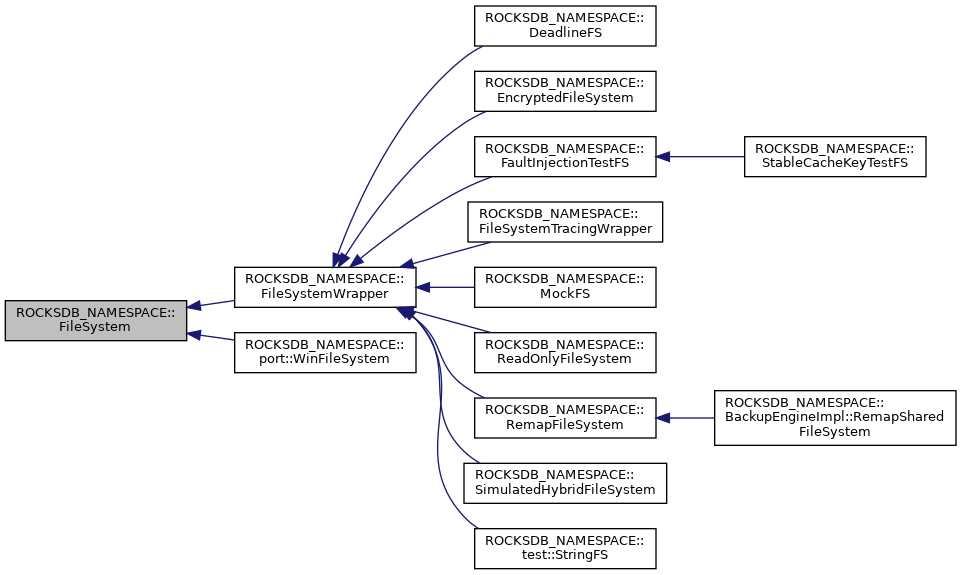 ROCKSDB_NAMESPACE::
FileSystem
ROCKSDB_NAMESPACE::
FileSystemWrapper
ROCKSDB_NAMESPACE::
port::WinFileSystem
ROCKSDB_NAMESPACE::
DeadlineFS
ROCKSDB_NAMESPACE::
EncryptedFileSystem
ROCKSDB_NAMESPACE::
FaultInjectionTestFS
ROCKSDB_NAMESPACE::
FileSystemTracingWrapper
ROCKSDB_NAMESPACE::
MockFS
ROCKSDB_NAMESPACE::
ReadOnlyFileSystem
ROCKSDB_NAMESPACE::
RemapFileSystem
ROCKSDB_NAMESPACE::
SimulatedHybridFileSystem
ROCKSDB_NAMESPACE::
test::StringFS
ROCKSDB_NAMESPACE::
StableCacheKeyTestFS
ROCKSDB_NAMESPACE::
BackupEngineImpl::RemapShared
FileSystem